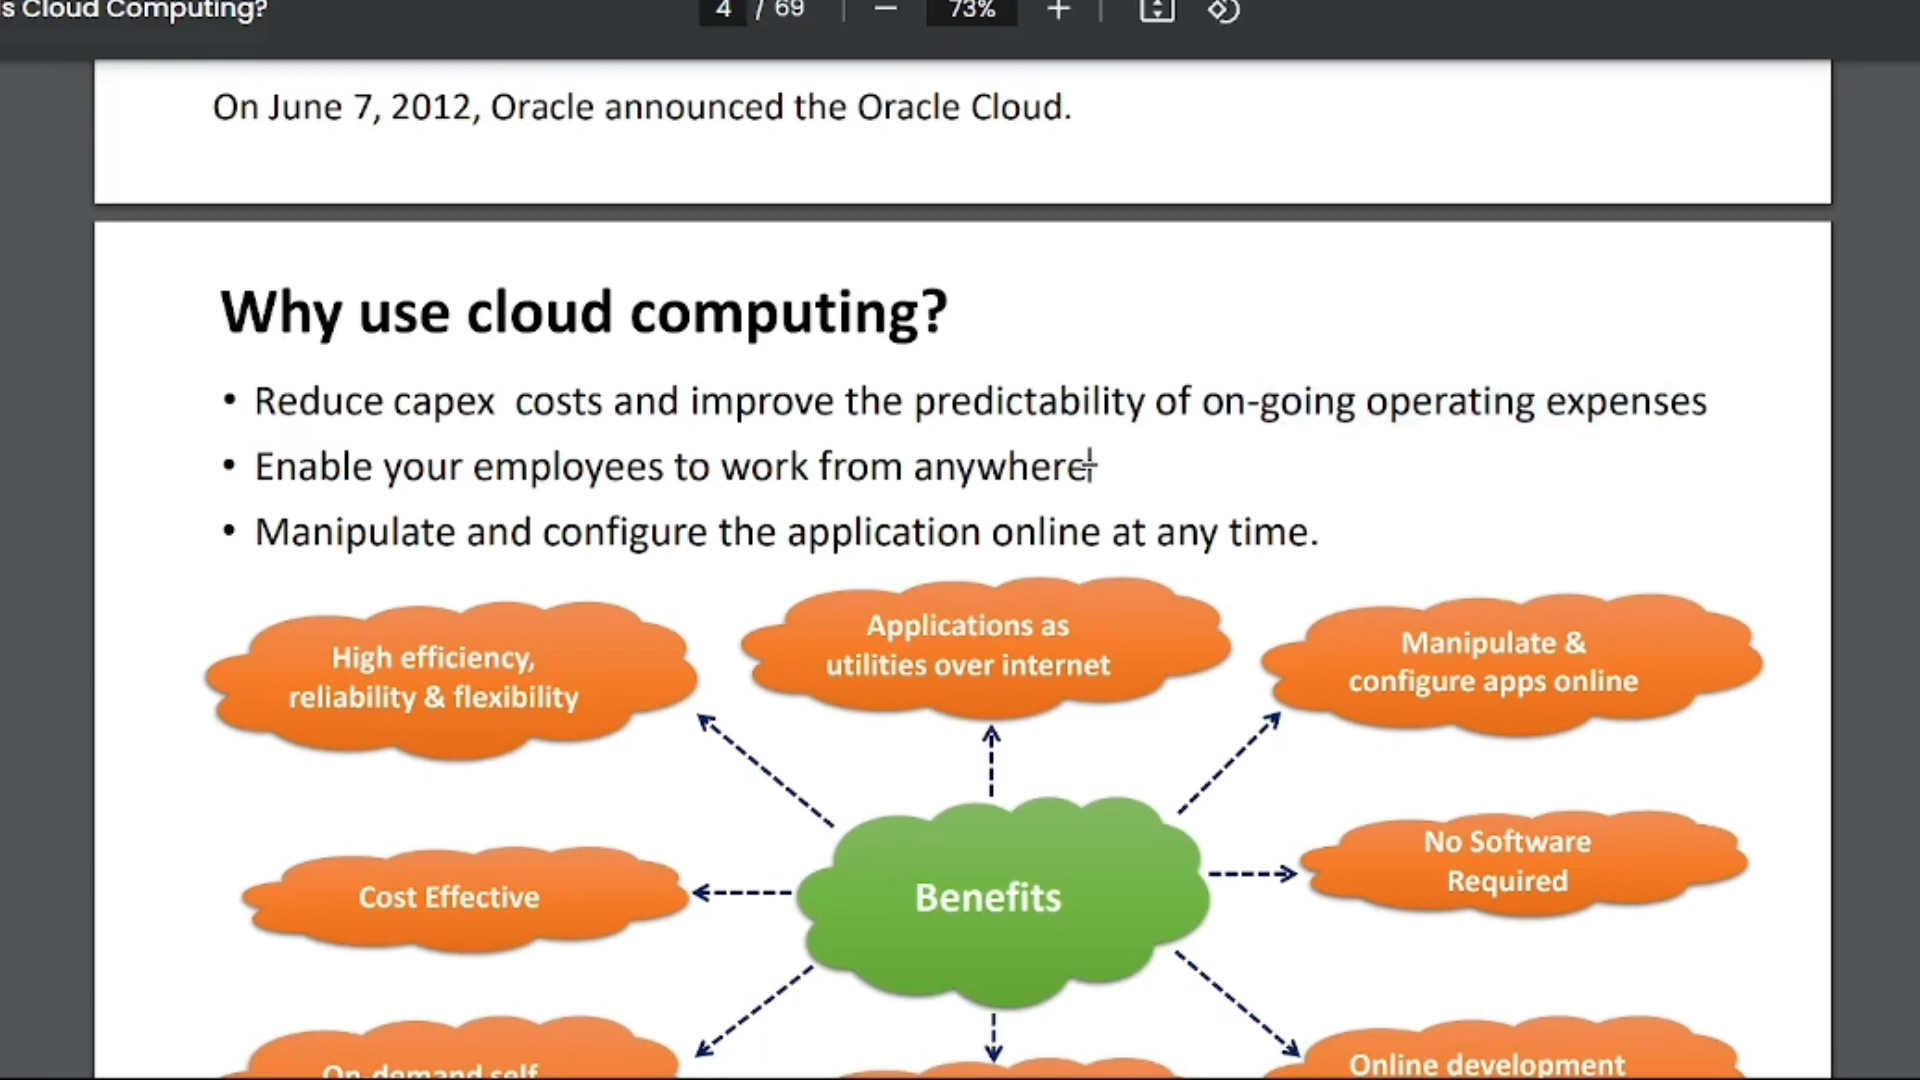 s Cloud Computing?
4 / 69
73%
On June 7, 2012, Oracle announced the Oracle Cloud.
Why use cloud computing?
• Reduce capex costs and improve the predictability of on-going operating expenses
• Enable your employees to work from anywhere
• Manipulate and configure the application online at any time.
High efficiency,
reliability & flexibility
Applications as
utilities over internet
Manipulate &
configure apps online
Cost Effective
Benefits
No Software
Required
On-demand self
Online development